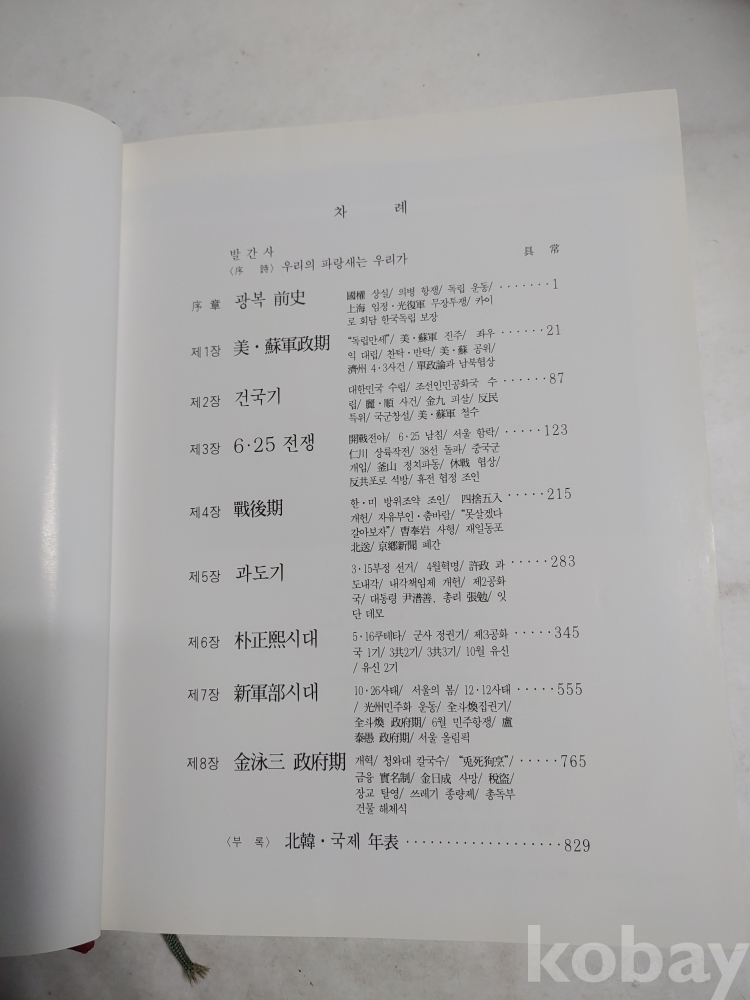 차 례
발 간 사
〈序 詩〉 우리의 파랑새는 우리가 具 常
序 章 광복 前史 國權 상실/ 의병 항쟁/ 독립 운동/ ······· 1
上海 임정·光復軍 무장투쟁/ 카이
로 회담 한국독립 보장
제1장 美·蘇軍政期 "독립만세"/ 美·蘇軍 진주/ 좌우 ····· 21
익 대립/ 찬탁·반탁/ 美·蘇 공위/
濟州 4·3사건/ 單政論과 남북협상
제2장 건국기 대한민국 수립/ 조선인민공화국 수 ····· 87
립/ 麗·順 사건/ 金九 피살/ 反民
특위/ 국군창설/ 美·蘇軍 철수
제3장 6·25 전쟁 開戰전야/ 6·25 남침/ 서울 함락/ ····· 123
仁川 상륙작전/ 38선 돌파/ 중국군
개입/ 釜山 정치파동/ 休戰 협상/
反共포로 석방/ 휴전 협정 조인
제4장 戰後期 한·미 방위조약 조인/ 四捨五入 ····· 215
개헌/ 자유부인·춤바람/ "못살겠다
갈아보자"/ 曺奉岩 사형/ 재일동포
北送/ 京鄕新聞 폐간
제5장 과도기 3·15부정 선거/ 4월혁명/ 許政 과 ····· 283
도내각/ 내각책임제 개헌/ 제2공화
국/ 대통령 尹潽善, 총리 張勉/ 잇
단 데모
제6장 朴正熙시대 5·16쿠테타/ 군사 정권기/ 제3공화 ····· 345
국 1기/ 3共2기/ 3共3기/ 10월 유신
/ 유신 2기
제7장 新軍部시대 10·26사태/ 서울의 봄/ 12·12사태 ····· 555
/ 光州민주화 운동/ 全斗煥집권기/
全斗煥 政府期/ 6월 민주항쟁/ 盧
泰愚 政府期/ 서울 올림픽
제8장 金泳三 政府期 개혁/ 청와대 칼국수/ "兎死狗烹"/ ····· 765
금융 實名制/ 金日成 사망/ 稅盜/
장교 탈영/ 쓰레기 종량제/ 총독부
건물 해체식
〈부 록〉 北韓·국제 年表 ··················· 829
kobay